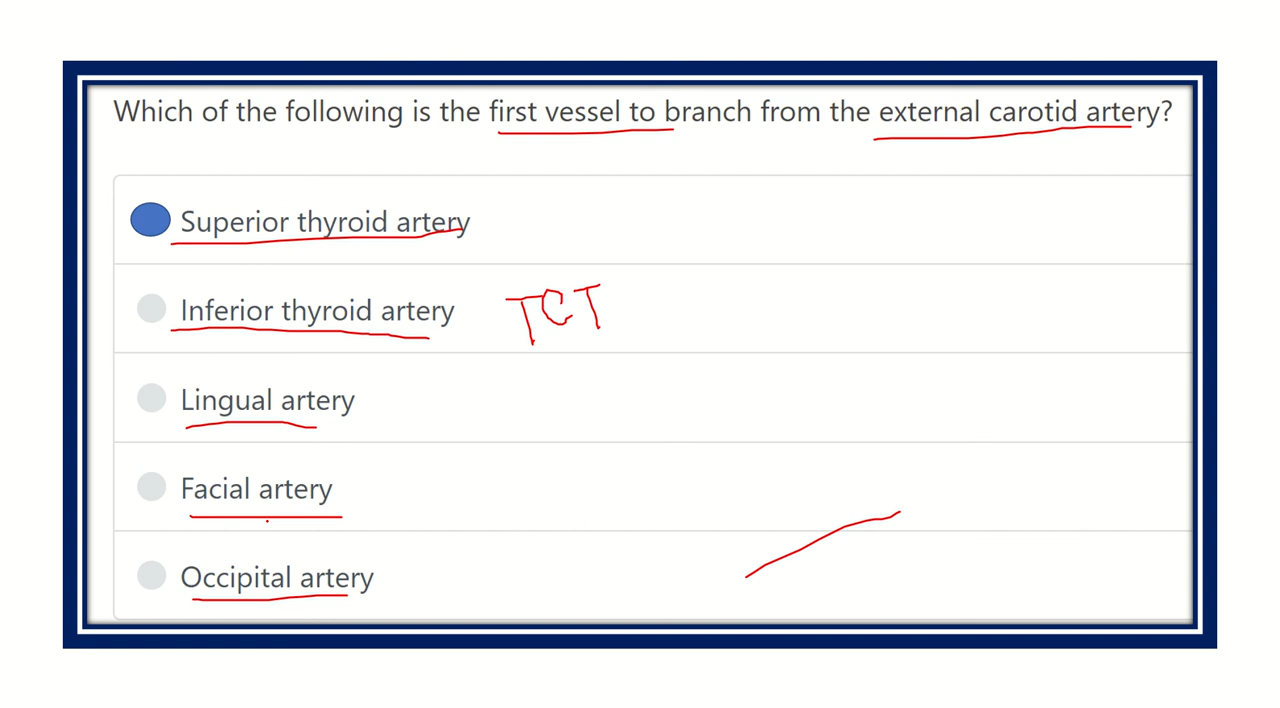 Which of the following is the first vessel to branch from the external carotid artery?
Superior thyroid artery
Inferior thyroid artery TCT
Lingual artery
Facial artery
Occipital artery